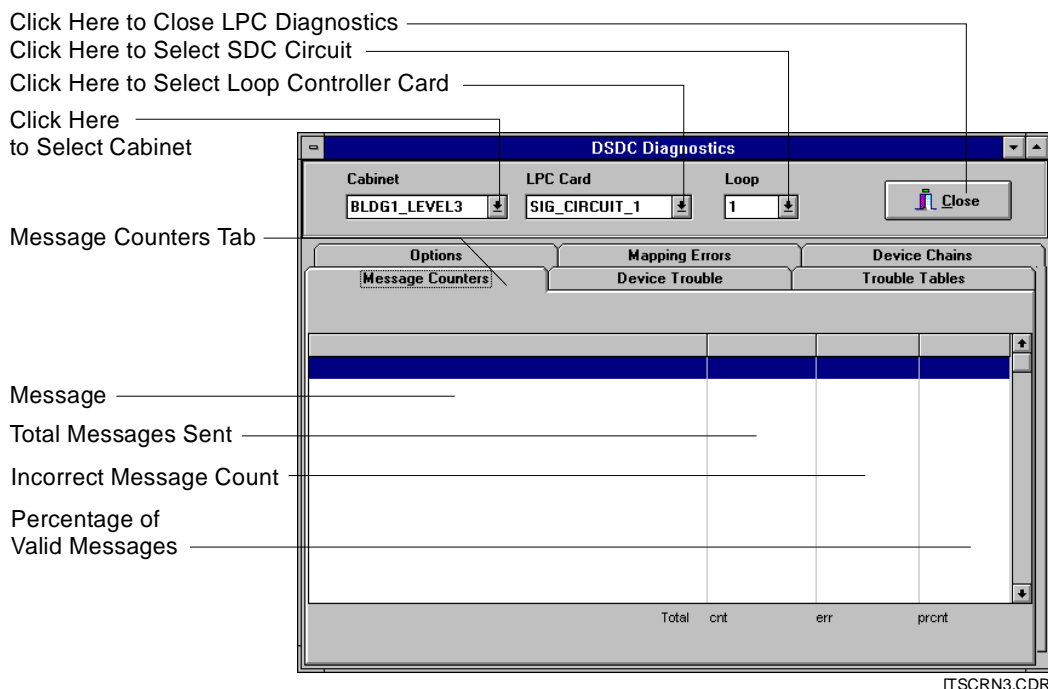 Click Here to Close LPC Diagnostics
Click Here to Select SDC Circuit
Click Here to Select Loop Controller Card
Click Here
to Select Cabinet
DSDC Diagnostics
Cabinet LPC Card Loop
BLDG1_LEVEL3 SIG_CIRCUIT_1 1 Close
Message Counters Tab
Options Mapping Errors Device Chains
Message Counters Device Trouble Trouble Tables
Message
Total Messages Sent
Incorrect Message Count
Percentage of
Valid Messages
Total cnt err prcnt
ITSCRN3.CDR